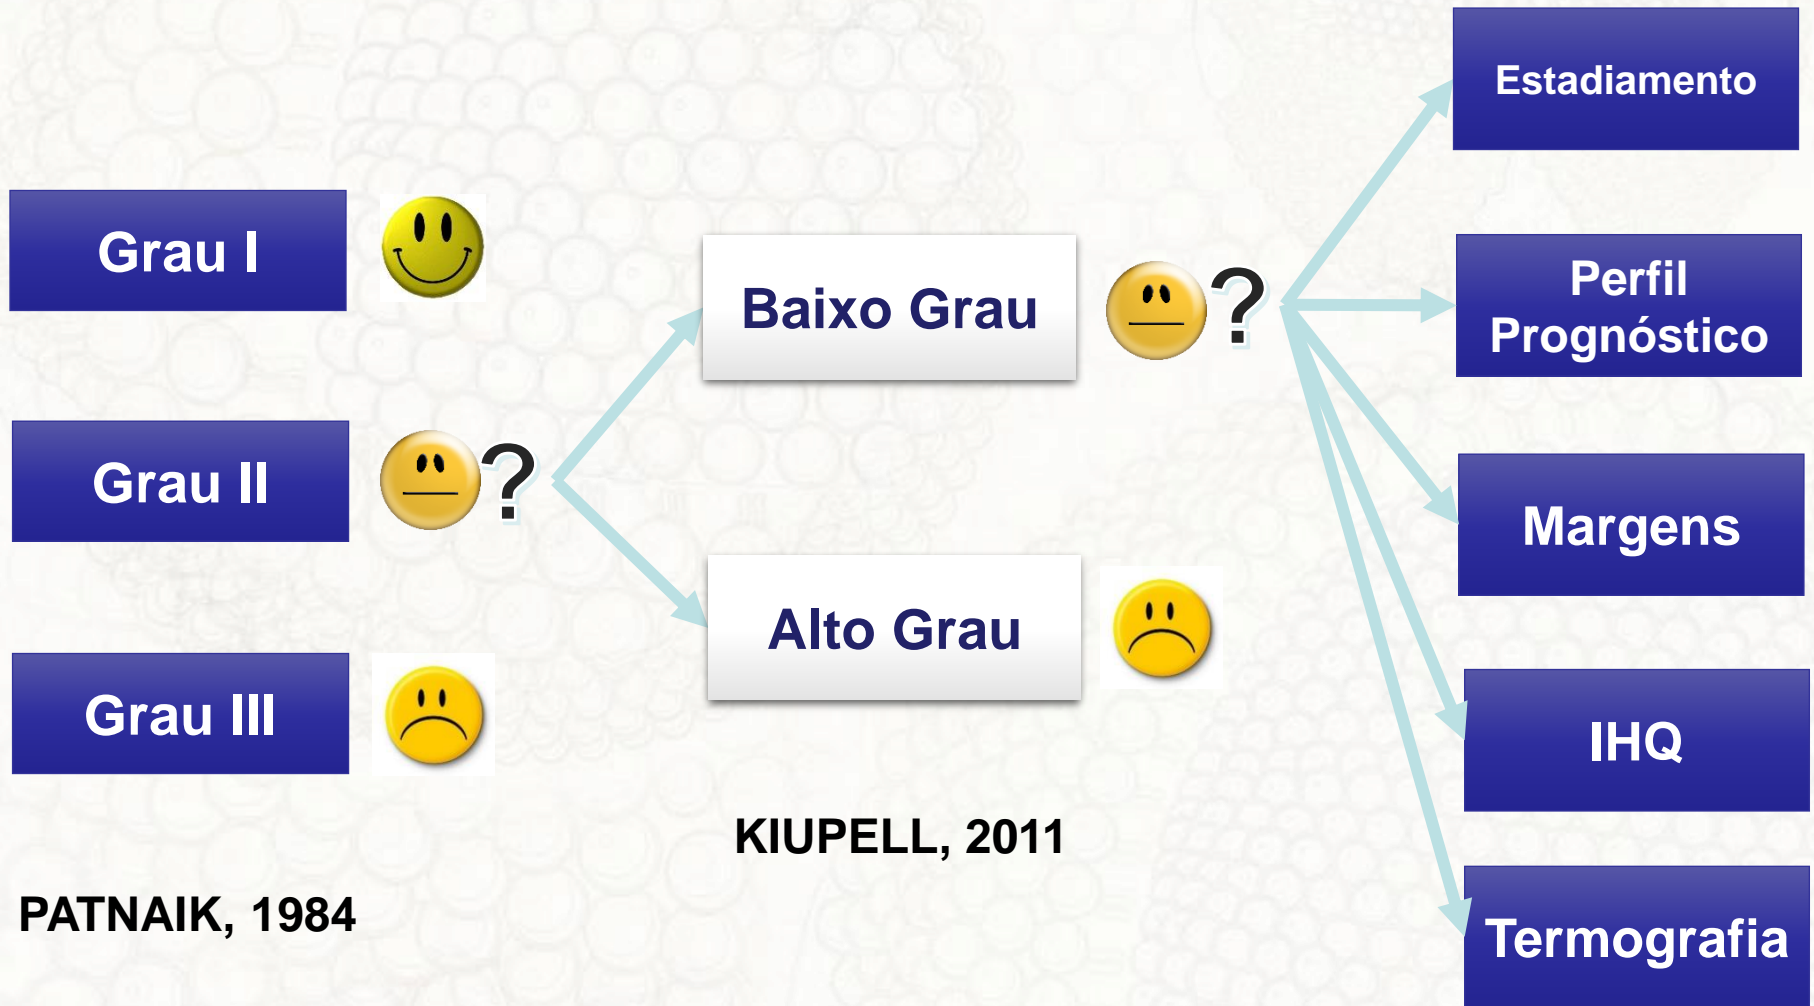 Grau I
Grau II
?
Grau III
PATNAIK, 1984
Baixo Grau
?
Alto Grau
KIUPELL, 2011
Estadiamento
Perfil
Prognóstico
Margens
IHQ
Termografia